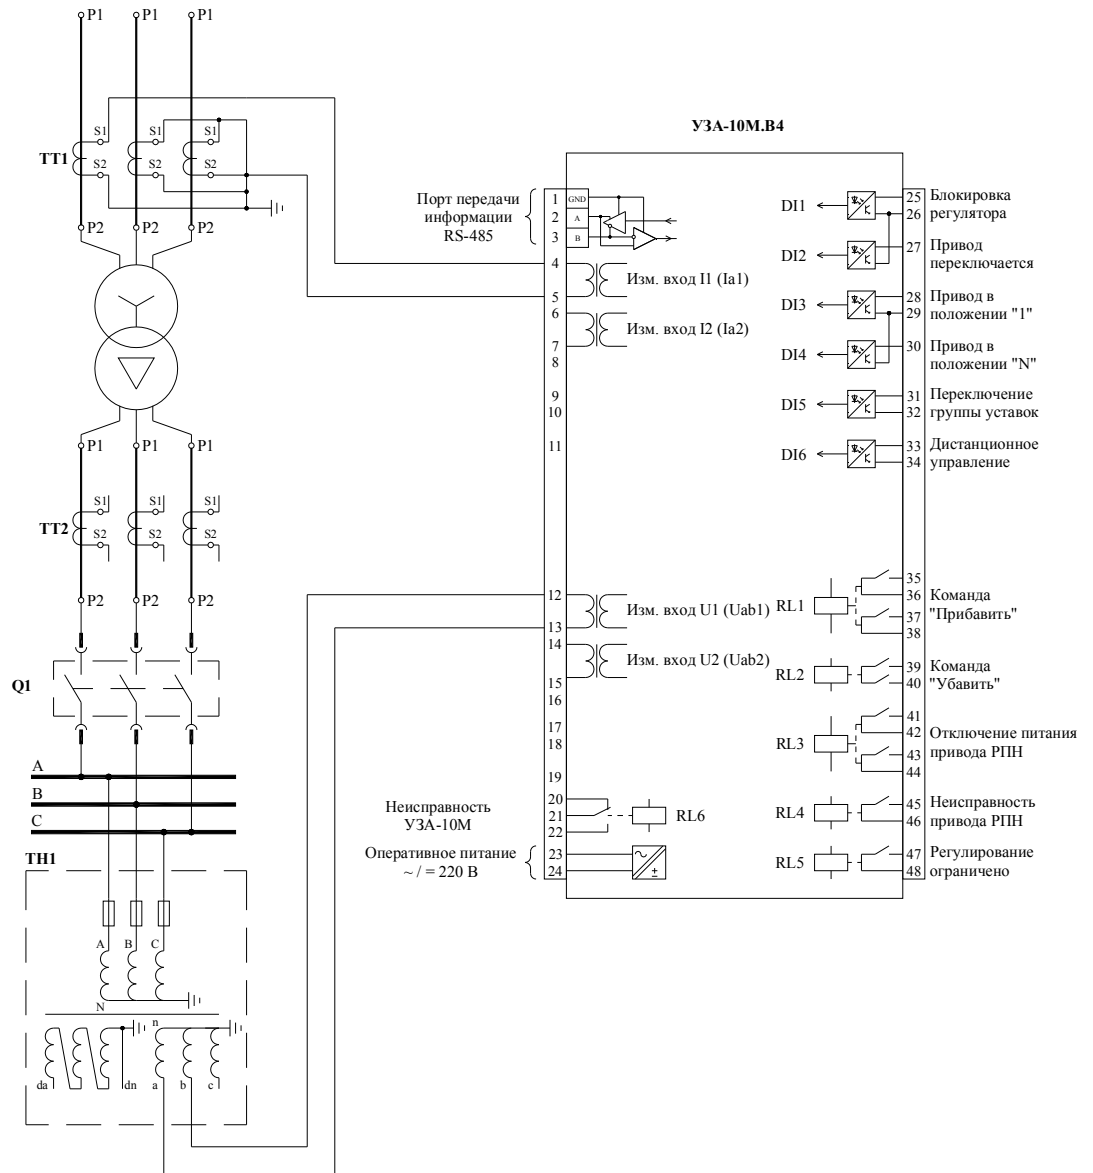 P1 P1 P1
УЗА-10М.В4
S1 S1 S1
ТТ1
S2 S2 S2
P2 P2 P2
Порт передачи
информации
RS-485
1 GND
2 A
3 B
4
5
Изм. вход I1 (Ia1)
6
7
Изм. вход I2 (Ia2)
8
9
10
11
DI1
25
26
Блокировка
регулятора
DI2
27
Привод
переключается
DI3
28
29
Привод в
положении "1"
DI4
30
Привод в
положении "N"
DI5
31
32
Переключение
группы уставок
DI6
33
34
Дистанционное
управление
P1 P1 P1
S1 S1 S1
ТТ2
S2 S2 S2
P2 P2 P2
Q1
12
13
Изм. вход U1 (Uab1)
14
15
Изм. вход U2 (Uab2)
16
17
18
19
Неисправность
УЗА-10М
20
21
22
RL6
Оперативное питание
~ / = 220 В
23
24
~
±
RL1
35
36
37
38
Команда
"Прибавить"
RL2
39
40
Команда
"Убавить"
RL3
41
42
43
44
Отключение питания
привода РПН
RL4
45
46
Неисправность
привода РПН
RL5
47
48
Регулирование
ограничено
A
B
C
ТН1
A B C
N
n
da dn a b c